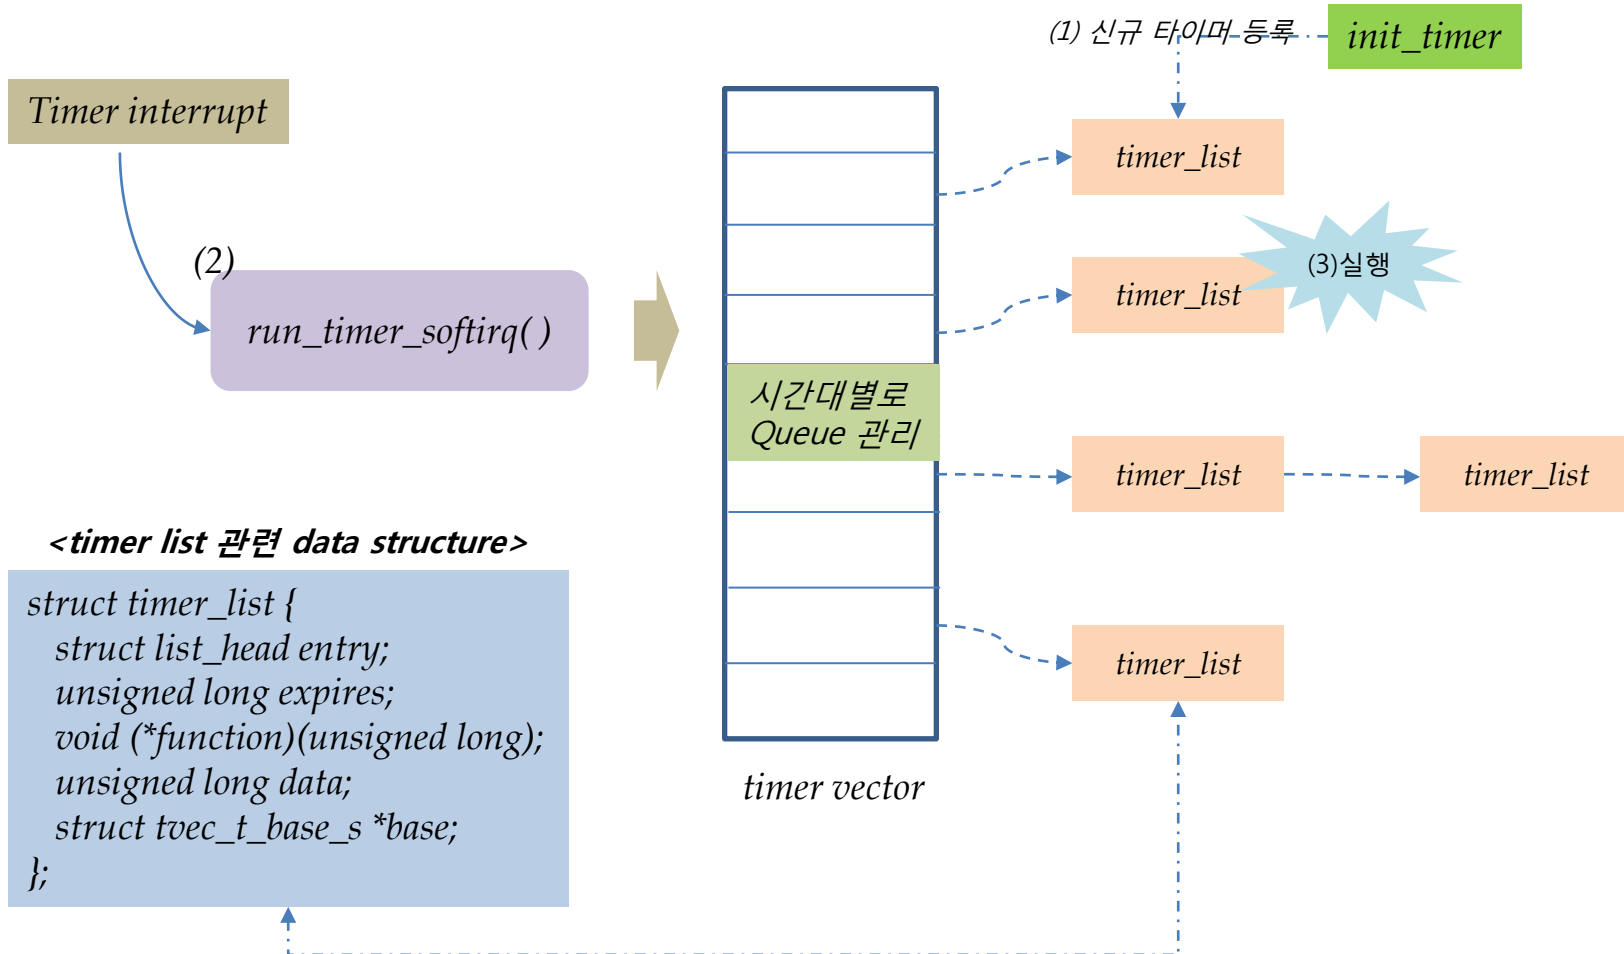 (1) 신규 타이머 등록
init_timer
Timer interrupt
timer_list
(2)
run_timer_softirq( )
timer_list
(3)실행
시간대별로
Queue 관리
timer_list
timer_list
timer_list
timer vector
<timer list 관련 data structure>
struct timer_list {
struct list_head entry;
unsigned long expires;
void (*function)(unsigned long);
unsigned long data;
struct tvec_t_base_s *base;
};